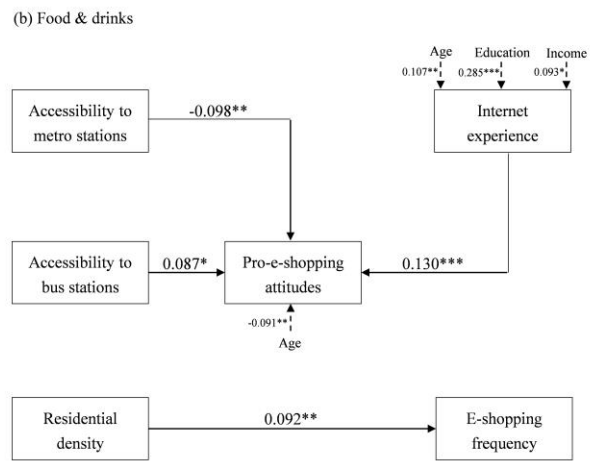 (b) Food & drinks
Age Education Income
0.107** 0.285*** 0.093*
Accessibility to
metro stations
-0.098**
Internet
experience
Accessibility to
bus stations
0.087*
Pro-e-shopping
attitudes
0.130***
-0.091**
Age
Residential
density
0.092**
E-shopping
frequency